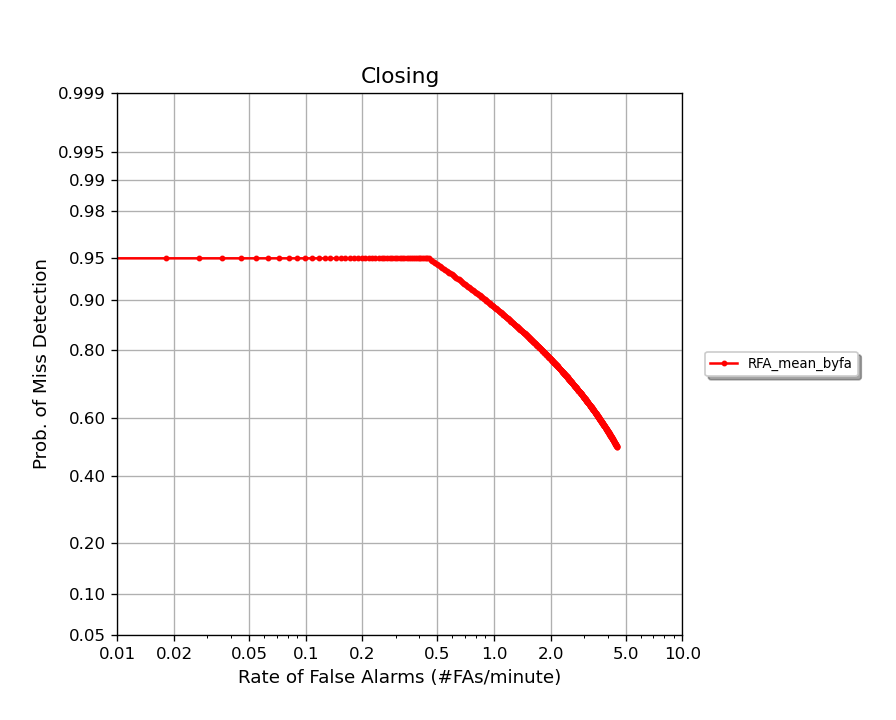 Closing
0.999
0.995
0.99
0.98
0.95
0.90
0.80
0.60
0.40
0.20
0.10
0.05
Prob. of Miss Detection
0.01 0.02 0.05 0.1 0.2 0.5 1.0 2.0 5.0 10.0
Rate of False Alarms (#FAs/minute)
RFA_mean_byfa